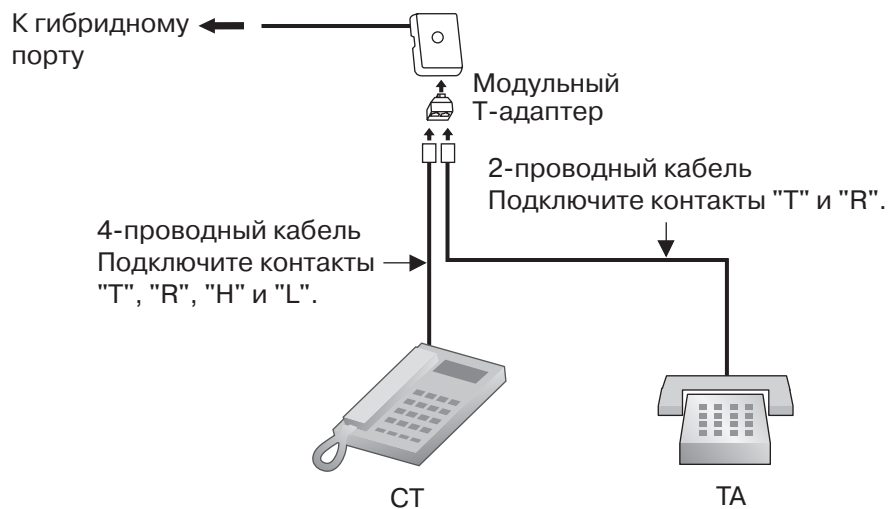 К гибридному
порту
Модульный
Т-адаптер
2-проводный кабель
Подключите контакты "T" и "R".
4-проводный кабель
Подключите контакты
"T", "R", "H" и "L".
СТ
ТА